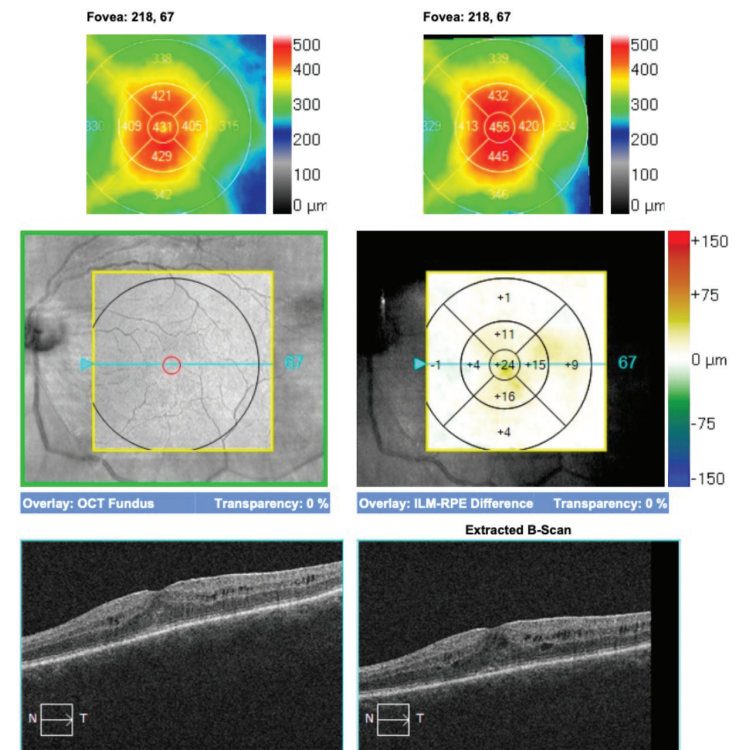 Fovea: 218, 67
Fovea: 218, 67
338
421
330 409 431 405 315
429
342
500
400
300
200
100
0 µm
339
432
329 413 455 420 324
445
346
500
400
300
200
100
0 µm
67
+1
+11
-1 +4 +24 +15 +9
+16
+4
67
+150
+75
0 µm
-75
-150
Overlay: OCT Fundus Transparency: 0 %
Overlay: ILM-RPE Difference Transparency: 0 %
Extracted B-Scan
N T
N T